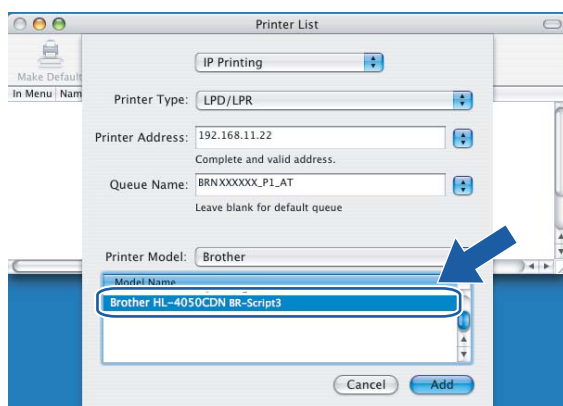 Printer List
IP Printing
Make Default
In Menu Nam
Printer Type: LPD/LPR
Printer Address: 192.168.11.22
Complete and valid address.
Queue Name: BRNXXXXXX_P1_AT
Leave blank for default queue
Printer Model: Brother
Model Name
Brother HL-4050CDN BR-Script3
Cancel Add